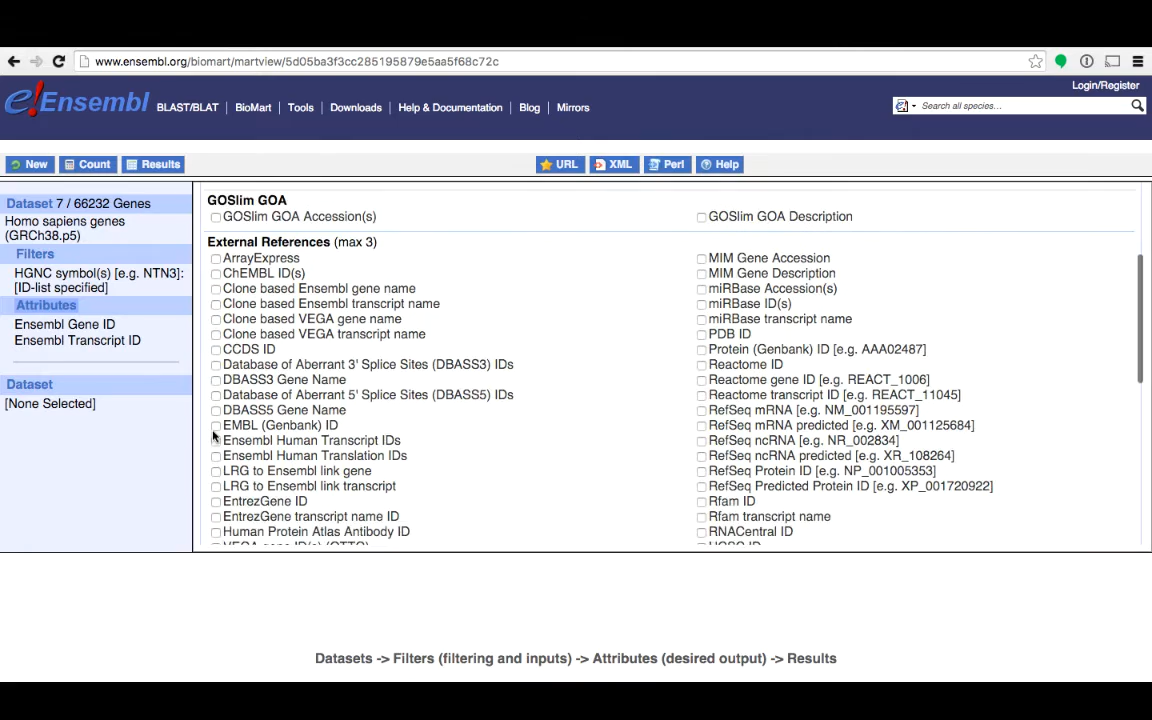 www.ensembl.org/biomart/martview/5d05ba3f3cc285195879e5aa5f68c72c
Login/Register
e!Ensembl
BLAST/BLAT | BioMart | Tools | Downloads | Help & Documentation | Blog | Mirrors
Search all species...
New Count Results URL XML Perl Help
Dataset 7 / 66232 Genes
Homo sapiens genes
(GRCh38.p5)
Filters
HGNC symbol(s) [e.g. NTN3]:
[ID-list specified]
Attributes
Ensembl Gene ID
Ensembl Transcript ID
Dataset
[None Selected]
GOSlim GOA
GOSlim GOA Accession(s)
GOSlim GOA Description
External References (max 3)
ArrayExpress
ChEMBL ID(s)
Clone based Ensembl gene name
Clone based Ensembl transcript name
Clone based VEGA gene name
Clone based VEGA transcript name
CCDS ID
Database of Aberrant 3' Splice Sites (DBASS3) IDs
DBASS3 Gene Name
Database of Aberrant 5' Splice Sites (DBASS5) IDs
DBASS5 Gene Name
EMBL (Genbank) ID
Ensembl Human Transcript IDs
Ensembl Human Translation IDs
LRG to Ensembl link gene
LRG to Ensembl link transcript
EntrezGene ID
EntrezGene transcript name ID
Human Protein Atlas Antibody ID
MIM Gene Accession
MIM Gene Description
miRBase Accession(s)
miRBase ID(s)
miRBase transcript name
PDB ID
Protein (Genbank) ID [e.g. AAA02487]
Reactome ID
Reactome gene ID [e.g. REACT_1006]
Reactome transcript ID [e.g. REACT_11045]
RefSeq mRNA [e.g. NM_001195597]
RefSeq mRNA predicted [e.g. XM_001125684]
RefSeq ncRNA [e.g. NR_002834]
RefSeq ncRNA predicted [e.g. XR_108264]
RefSeq Protein ID [e.g. NP_001005353]
RefSeq Predicted Protein ID [e.g. XP_001720922]
Rfam ID
Rfam transcript name
RNACentral ID
Datasets -> Filters (filtering and inputs) -> Attributes (desired output) -> Results